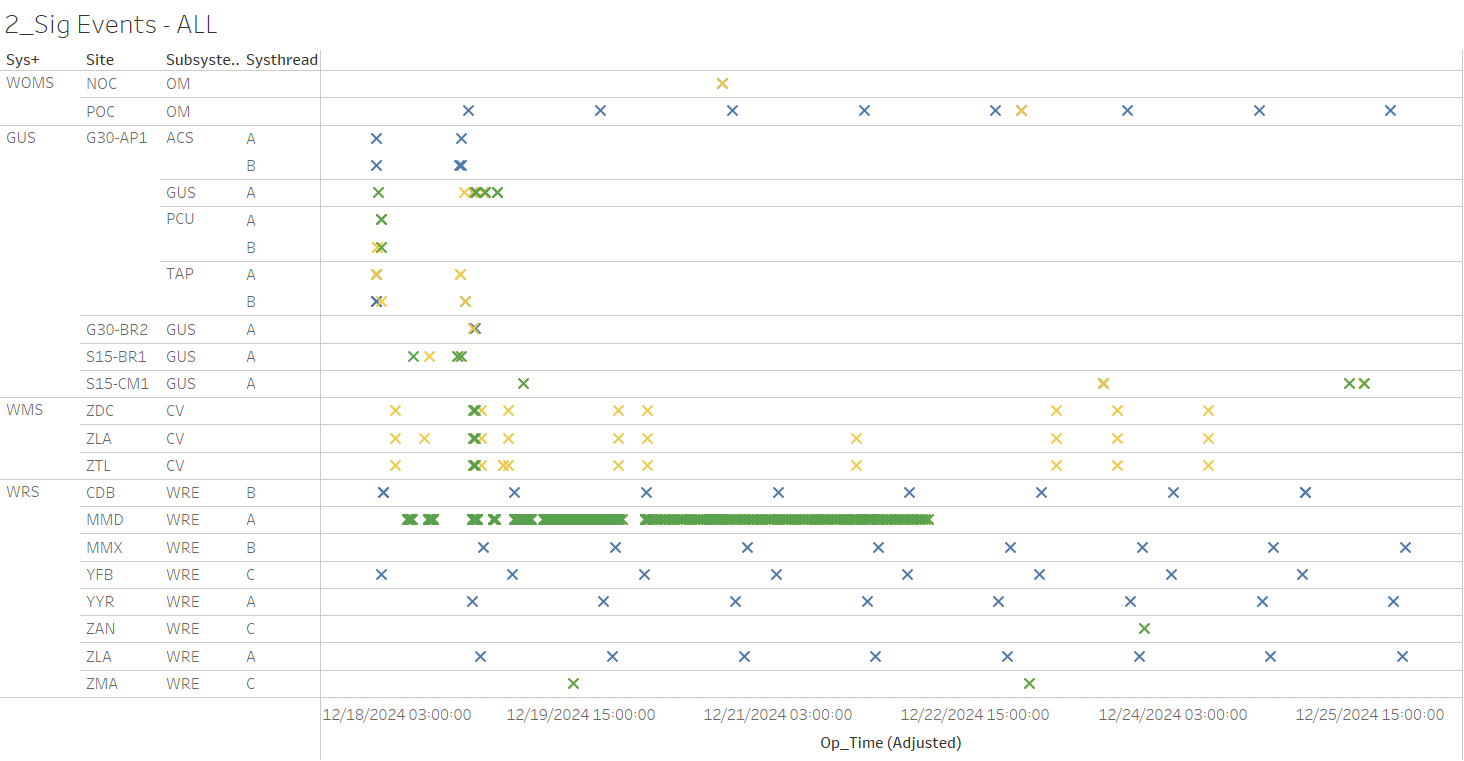 2_Sig Events - ALL
Sys+ Site Subsyste.. Systhread
WOMS NOC OM
POC OM
GUS G30-AP1 ACS A
B
GUS A
PCU A
B
TAP A
B
G30-BR2 GUS A
S15-BR1 GUS A
S15-CM1 GUS A
WMS ZDC CV
ZLA CV
ZTL CV
WRS CDB WRE B
MMD WRE A
MMX WRE B
YFB WRE C
YYR WRE A
ZAN WRE C
ZLA WRE A
ZMA WRE C
12/18/2024 03:00:00 12/19/2024 15:00:00 12/21/2024 03:00:00 12/22/2024 15:00:00 12/24/2024 03:00:00 12/25/2024 15:00:00
Op_Time (Adjusted)